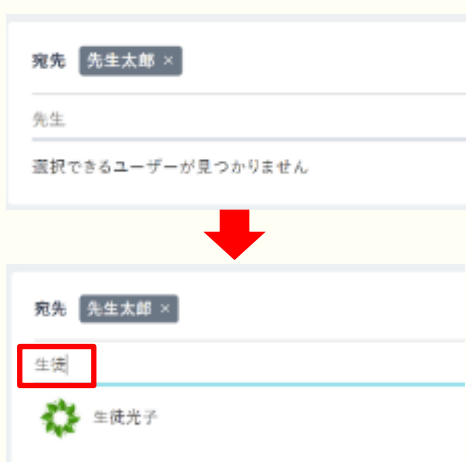 宛先 先生太郎 ×
先生
選択できるユーザーが見つかりません
宛先 先生太郎 ×
生徒
生徒光子